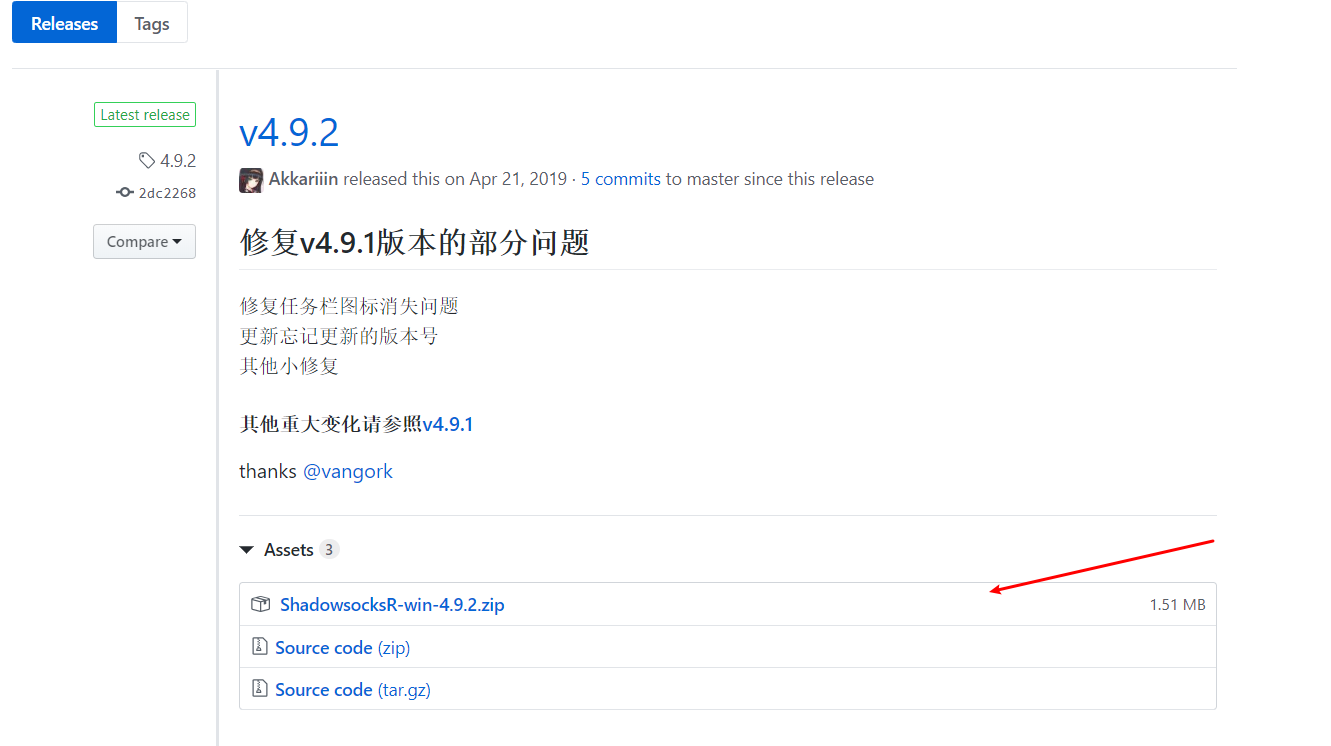 Releases Tags
Latest release
4.9.2
2dc2268
Compare
v4.9.2
Akkariiin released this on Apr 21, 2019 · 5 commits to master since this release
修复v4.9.1版本的部分问题
修复任务栏图标消失问题
更新忘记更新的版本号
其他小修复
其他重大变化请参照v4.9.1
thanks @vangork
Assets 3
ShadowsocksR-win-4.9.2.zip 1.51 MB
Source code (zip)
Source code (tar.gz)